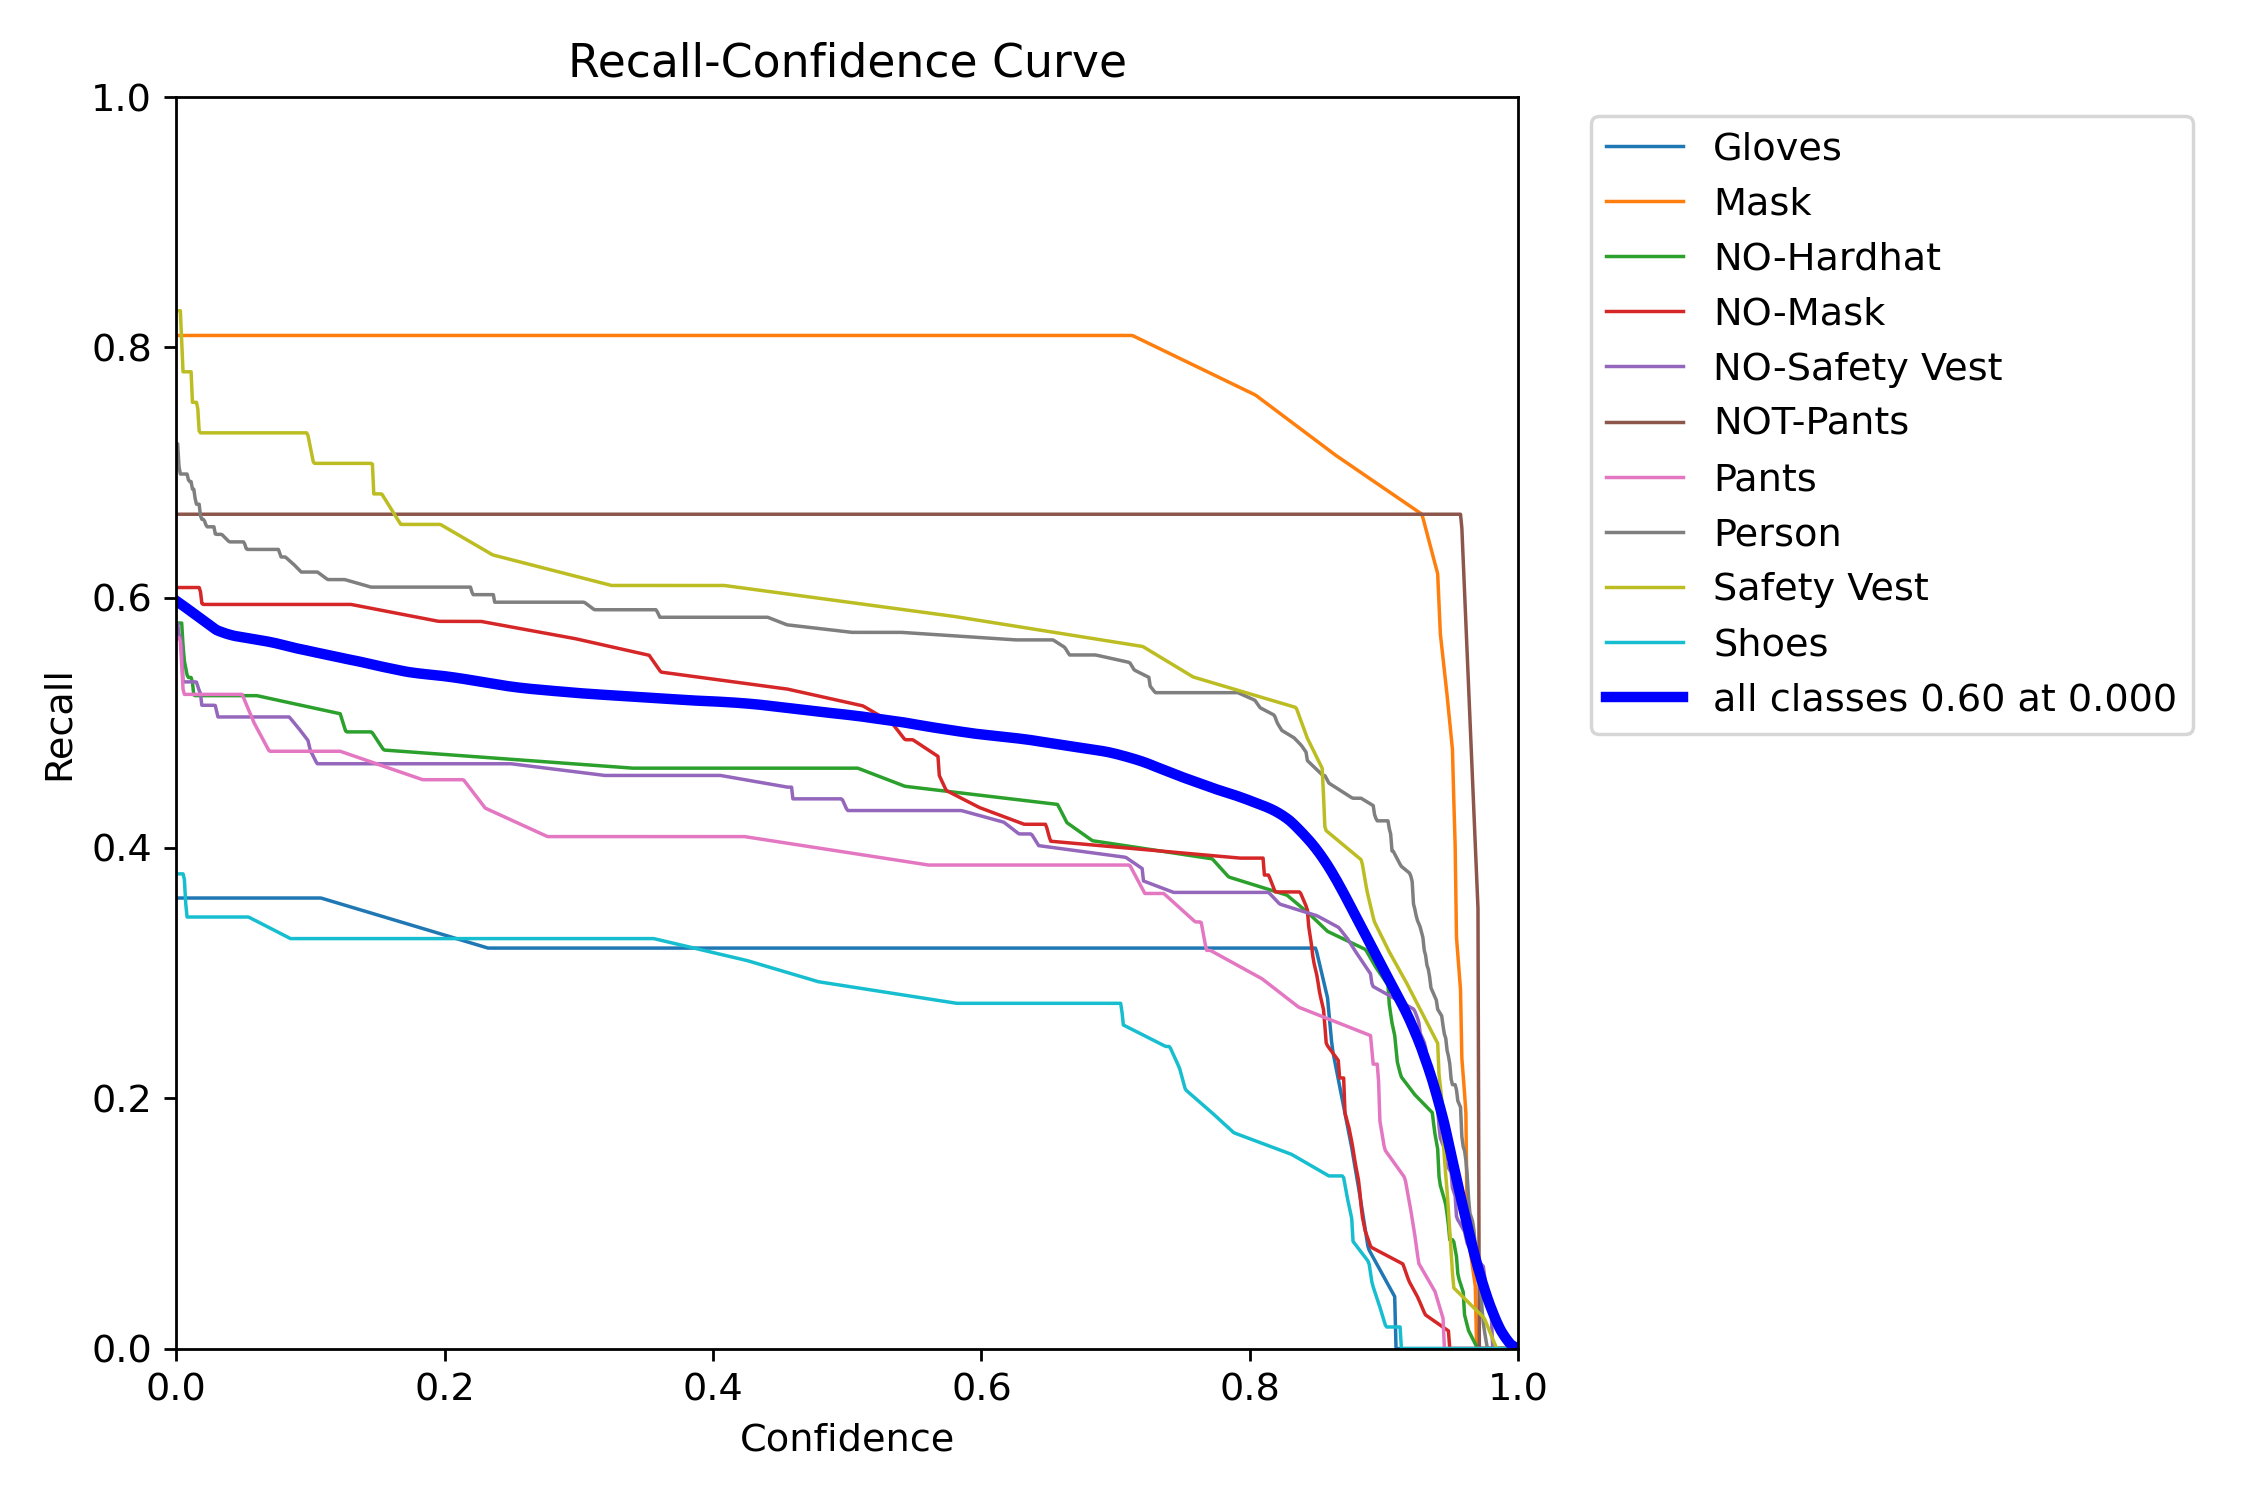 Recall-Confidence Curve
1.0
0.8
0.6
0.4
0.2
0.0
Recall
0.0 0.2 0.4 0.6 0.8 1.0
Confidence
Gloves
Mask
NO-Hardhat
NO-Mask
NO-Safety Vest
NOT-Pants
Pants
Person
Safety Vest
Shoes
all classes 0.60 at 0.000